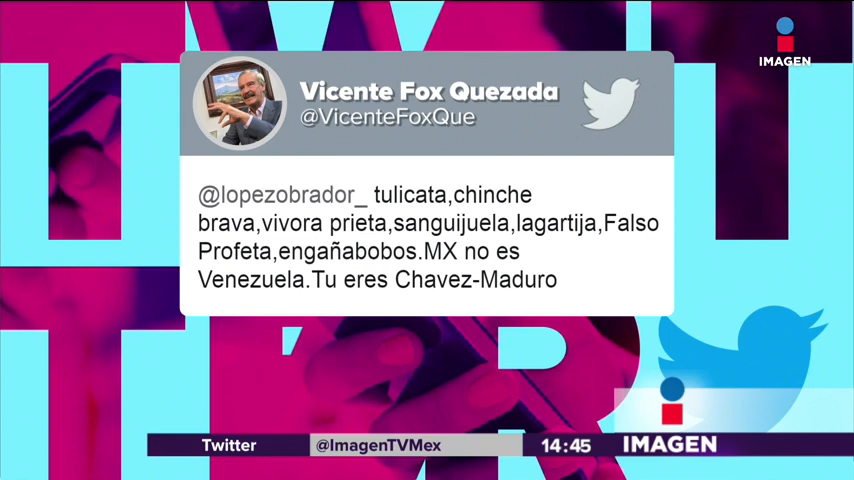 IMAGEN
Vicente Fox Quezada
@VicenteFoxQue
@lopezobrador_ tulicata,chinche
brava,vivora prieta,sanguijuela,lagartija,Falso
Profeta,engañabobos.MX no es
Venezuela.Tu eres Chavez-Maduro
Twitter @ImagenTVMex 14:45 IMAGEN